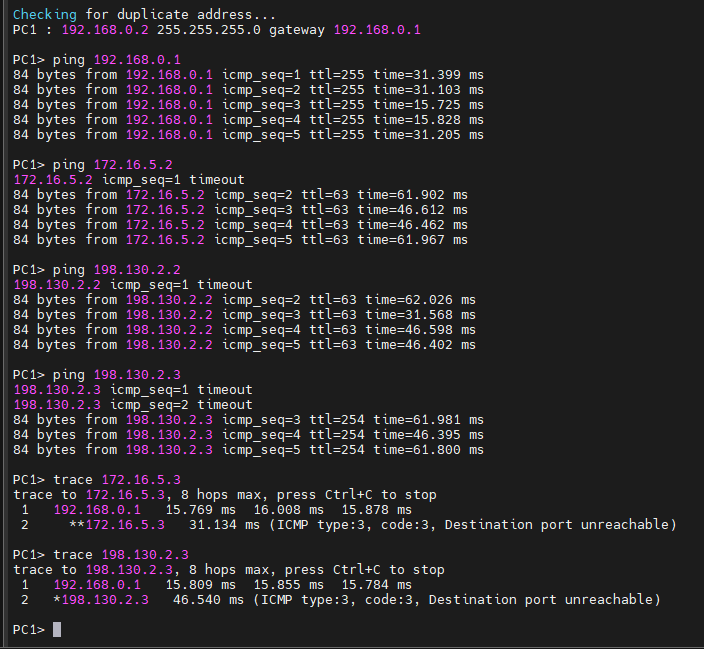 Checking for duplicate address...
PC1 : 192.168.0.2 255.255.255.0 gateway 192.168.0.1
PC1> ping 192.168.0.1
84 bytes from 192.168.0.1 icmp_seq=1 ttl=255 time=31.399 ms
84 bytes from 192.168.0.1 icmp_seq=2 ttl=255 time=31.103 ms
84 bytes from 192.168.0.1 icmp_seq=3 ttl=255 time=15.725 ms
84 bytes from 192.168.0.1 icmp_seq=4 ttl=255 time=15.828 ms
84 bytes from 192.168.0.1 icmp_seq=5 ttl=255 time=31.205 ms
PC1> ping 172.16.5.2
172.16.5.2 icmp_seq=1 timeout
84 bytes from 172.16.5.2 icmp_seq=2 ttl=63 time=61.902 ms
84 bytes from 172.16.5.2 icmp_seq=3 ttl=63 time=46.612 ms
84 bytes from 172.16.5.2 icmp_seq=4 ttl=63 time=46.462 ms
84 bytes from 172.16.5.2 icmp_seq=5 ttl=63 time=61.967 ms
PC1> ping 198.130.2.2
198.130.2.2 icmp_seq=1 timeout
84 bytes from 198.130.2.2 icmp_seq=2 ttl=63 time=62.026 ms
84 bytes from 198.130.2.2 icmp_seq=3 ttl=63 time=31.568 ms
84 bytes from 198.130.2.2 icmp_seq=4 ttl=63 time=46.598 ms
84 bytes from 198.130.2.2 icmp_seq=5 ttl=63 time=46.402 ms
PC1> ping 198.130.2.3
198.130.2.3 icmp_seq=1 timeout
198.130.2.3 icmp_seq=2 timeout
84 bytes from 198.130.2.3 icmp_seq=3 ttl=254 time=61.981 ms
84 bytes from 198.130.2.3 icmp_seq=4 ttl=254 time=46.395 ms
84 bytes from 198.130.2.3 icmp_seq=5 ttl=254 time=61.800 ms
PC1> trace 172.16.5.3
trace to 172.16.5.3, 8 hops max, press Ctrl+C to stop
1 192.168.0.1 15.769 ms 16.008 ms 15.878 ms
2 **172.16.5.3 31.134 ms (ICMP type:3, code:3, Destination port unreachable)
PC1> trace 198.130.2.3
trace to 198.130.2.3, 8 hops max, press Ctrl+C to stop
1 192.168.0.1 15.809 ms 15.855 ms 15.784 ms
2 *198.130.2.3 46.540 ms (ICMP type:3, code:3, Destination port unreachable)
PC1>